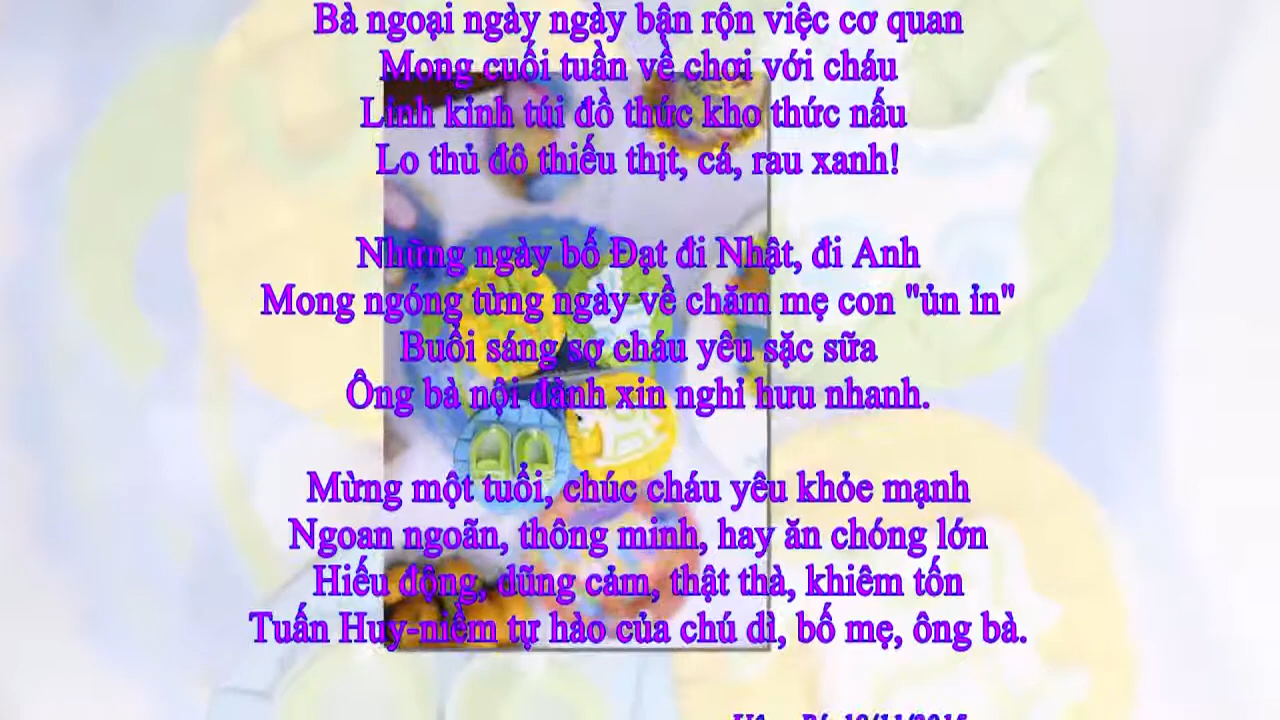 Bà ngoại ngày ngày bận rộn việc cơ quan
Mong cuối tuần về chơi với cháu
Linh kỉnh túi đồ thức kho thức nấu
Lo thủ đô thiếu thịt, cá, rau xanh!
Những ngày bố Đạt đi Nhật, đi Anh
Mong ngóng từng ngày về chăm mẹ con "ủn ỉn"
Buổi sáng sợ cháu yêu sặc sữa
Ông bà nội đành xin nghỉ hưu nhanh.
Mừng một tuổi, chúc cháu yêu khỏe mạnh
Ngoan ngoãn, thông minh, hay ăn chóng lớn
Hiếu động, dũng cảm, thật thà, khiêm tốn
Tuấn Huy-niềm tự hào của chú dì, bố mẹ, ông bà.